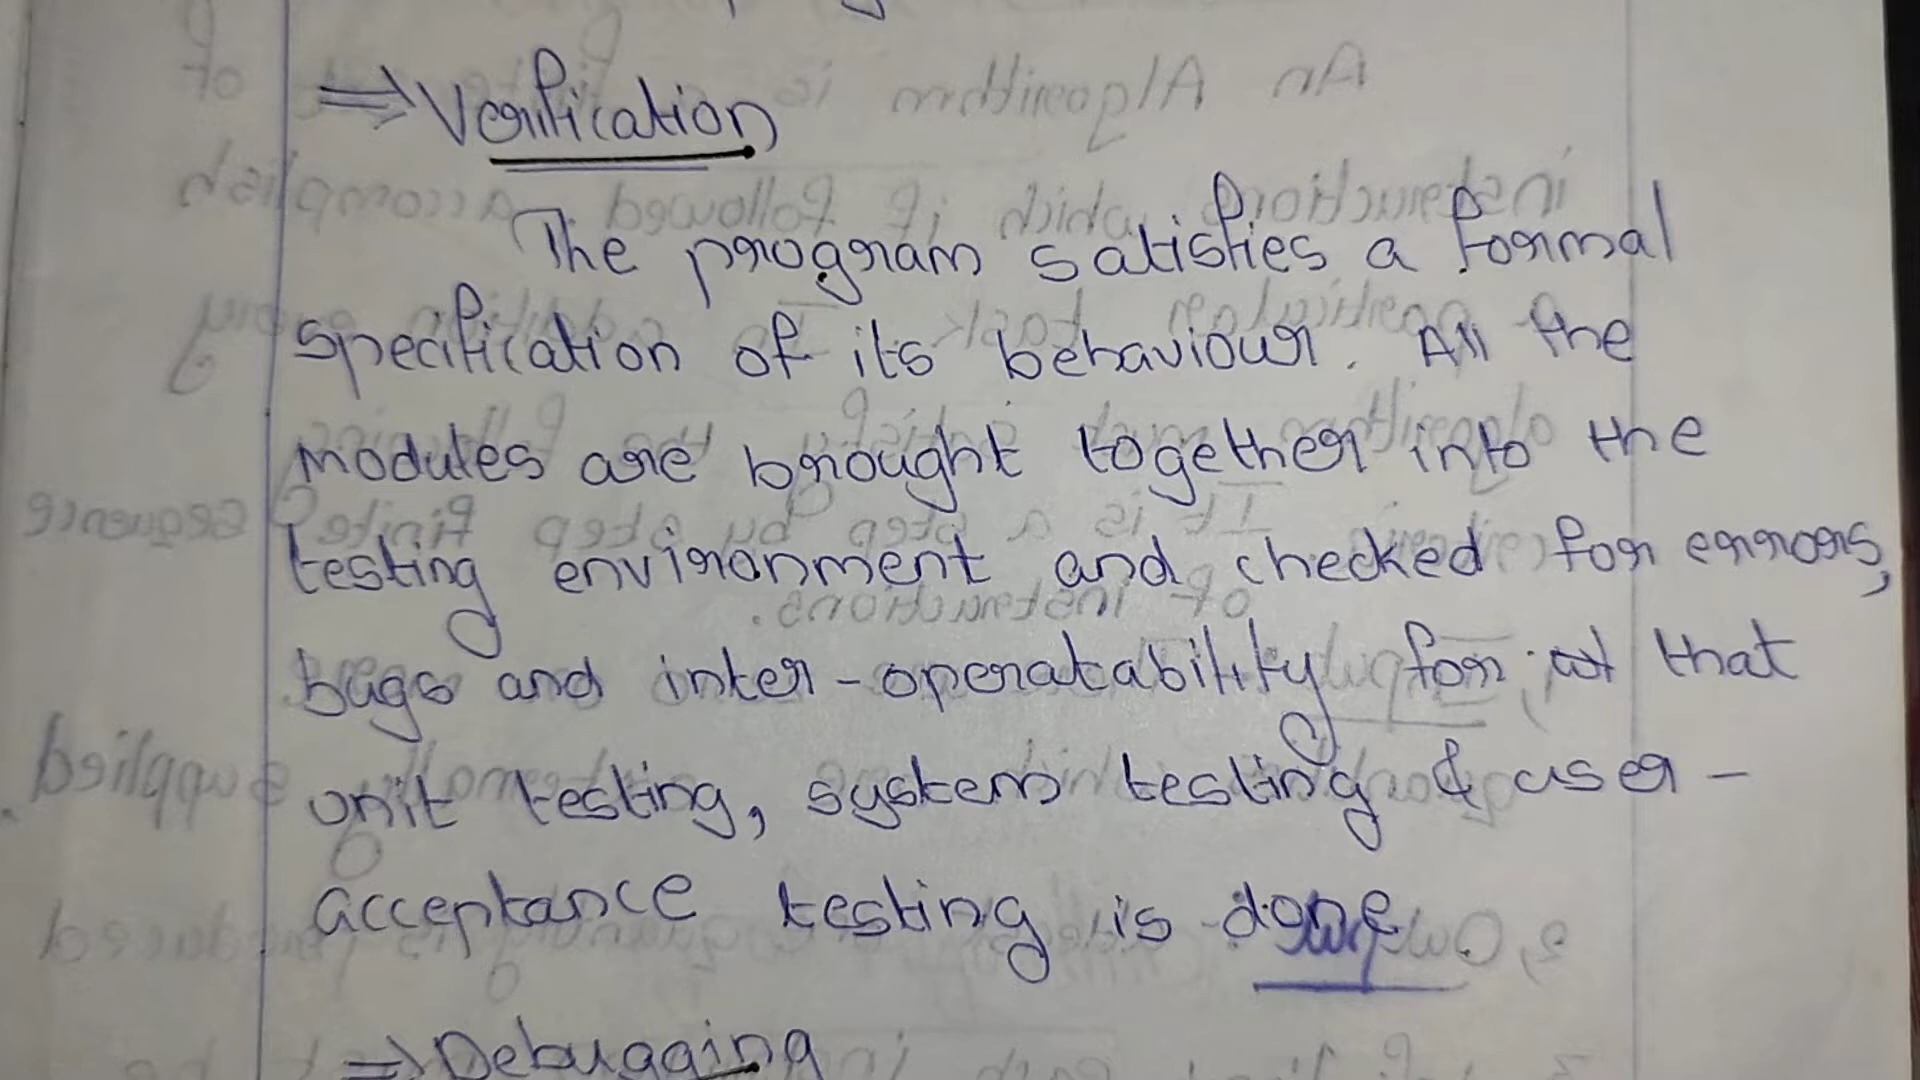 ⇒ Verification
The program satisfies a formal
specification of its behaviour. All the
modules are brought together into the
testing environment and checked for errors,
bugs and inter-operatability for that
unit testing, system testing & user-
acceptance testing is done
⇒ Debugging